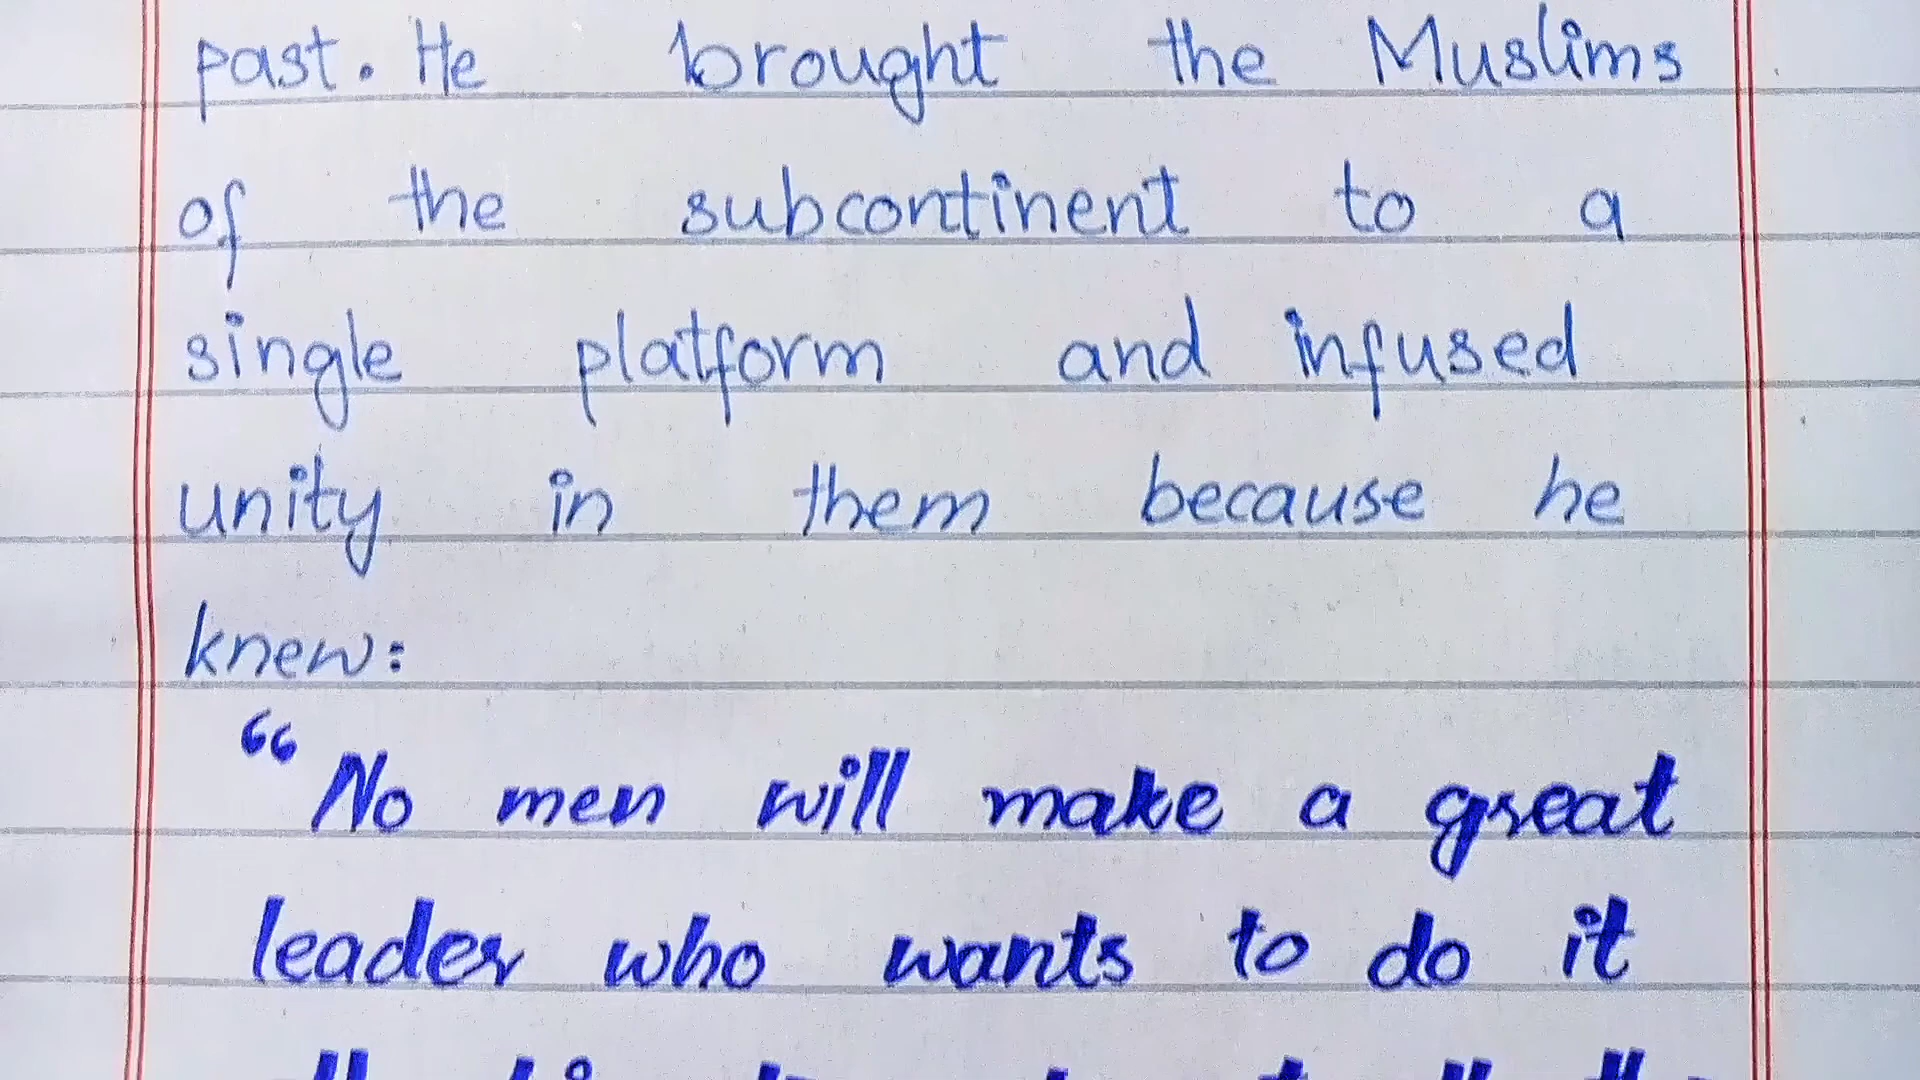 past. He brought the Muslims
of the subcontinent to a
single platform and infused
unity in them because he
knew:
“No men will make a great
leader who wants to do it